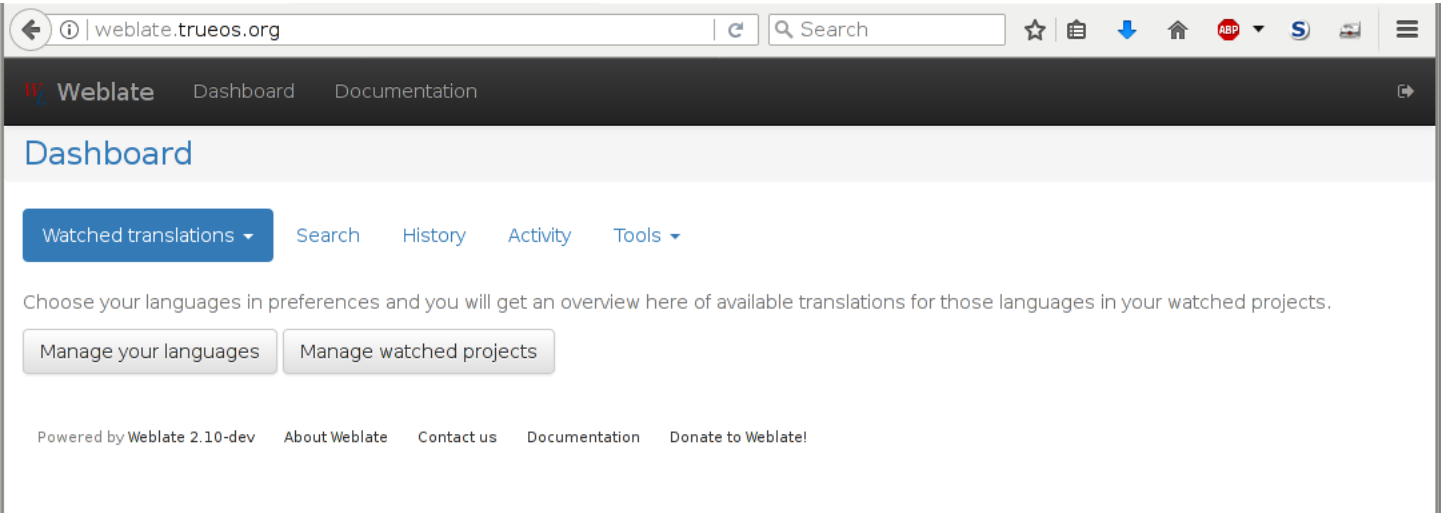 weblate.trueos.org Search ABP S)
Weblate Dashboard Documentation
Dashboard
Watched translations Search History Activity Tools
Choose your languages in preferences and you will get an overview here of available translations for those languages in your watched projects.
Manage your languages Manage watched projects
Powered by Weblate 2.10-dev About Weblate Contact us Documentation Donate to Weblate!